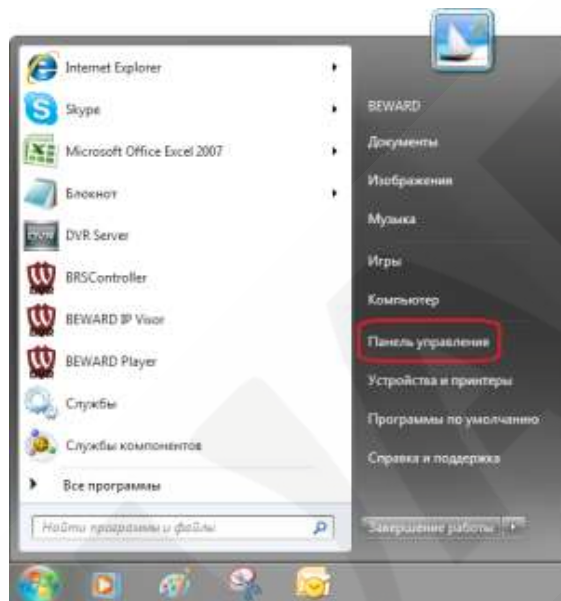 Internet Explorer
Skype
Microsoft Office Excel 2007
Блокнот
DVR Server
BRSController
BEWARD IP Visor
BEWARD Player
Службы
Службы компонентов
Все программы
Найти программы и файлы
BEWARD
Документы
Изображения
Музыка
Игры
Компьютер
Панель управления
Устройства и принтеры
Программы по умолчанию
Справка и поддержка
Завершение работы